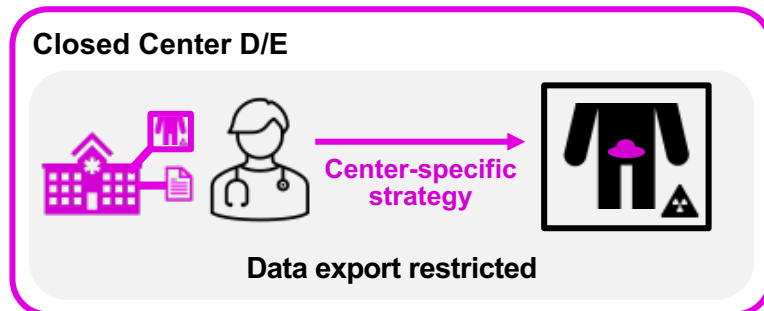 Closed Center D/E
Center-specific
strategy
Data export restricted